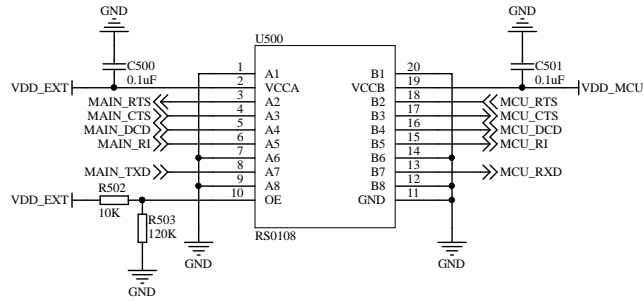 GND
GND
U500
C500
0.1uF
C501
0.1uF
VDD_EXT
VDD_MCU
1 A1 B1 20
2 VCCA VCCB 19
MAIN_RTS 3 A2 B2 18 MCU_RTS
MAIN_CTS 4 A3 B3 17 MCU_CTS
MAIN_DCD 5 A4 B4 16 MCU_DCD
MAIN_RI 6 A5 B5 15 MCU_RI
7 A6 B6 14
MAIN_TXD 8 A7 B7 13 MCU_RXD
9 A8 B8 12
10 OE GND 11
VDD_EXT
R502
10K
R503
120K
RS0108
GND
GND
GND